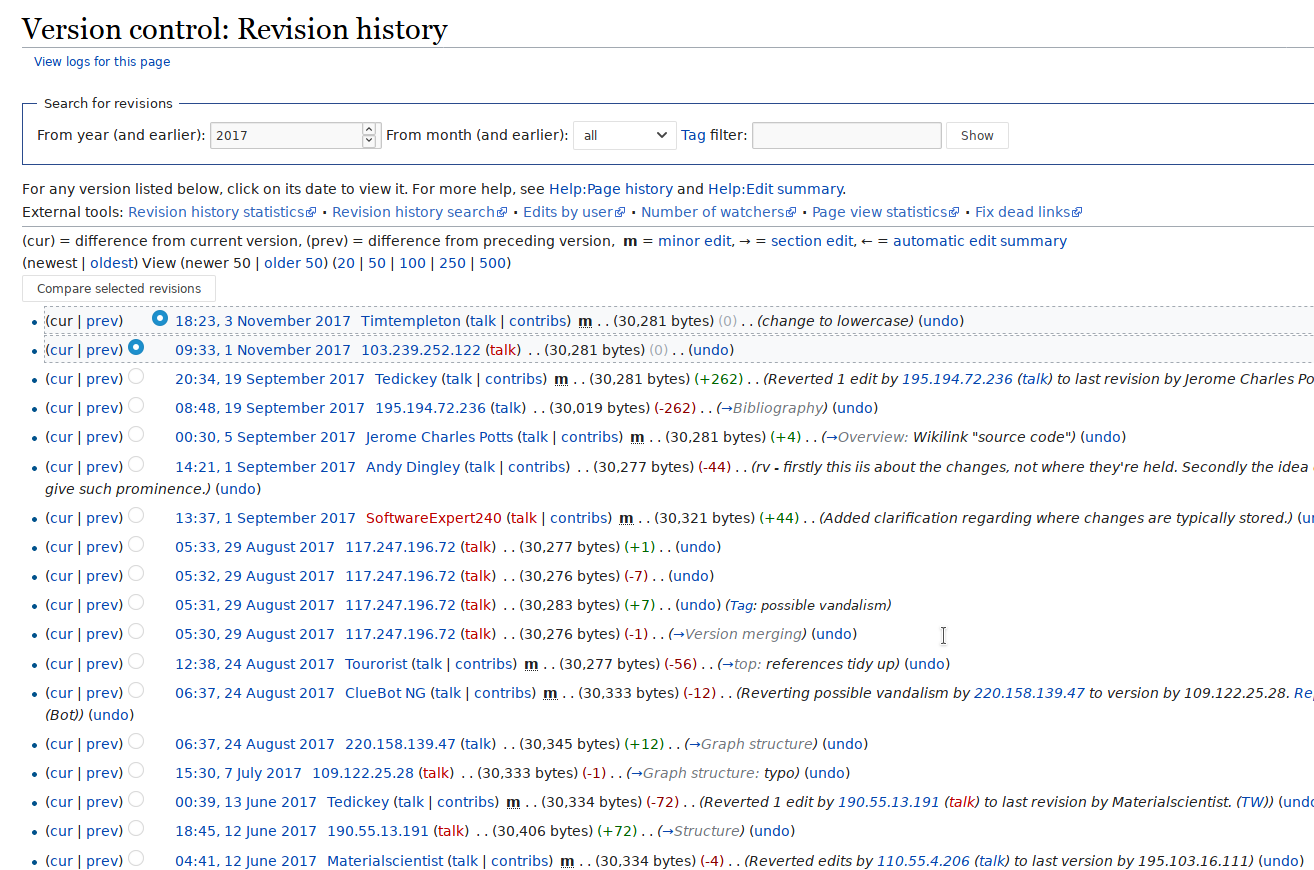 Version control: Revision history
View logs for this page
Search for revisions
From year (and earlier): 2017 From month (and earlier): all Tag filter: Show
For any version listed below, click on its date to view it. For more help, see Help:Page history and Help:Edit summary.
External tools: Revision history statistics · Revision history search · Edits by user · Number of watchers · Page view statistics · Fix dead links
(cur) = difference from current version, (prev) = difference from preceding version, m = minor edit, → = section edit, ← = automatic edit summary
(newest | oldest) View (newer 50 | older 50) (20 | 50 | 100 | 250 | 500)
Compare selected revisions
(cur | prev) 18:23, 3 November 2017 Timtempleton (talk | contribs) m . . (30,281 bytes) (0) . . (change to lowercase) (undo)
(cur | prev) 09:33, 1 November 2017 103.239.252.122 (talk) . . (30,281 bytes) (0) . . (undo)
(cur | prev) 20:34, 19 September 2017 Tedickey (talk | contribs) m . . (30,281 bytes) (+262) . . (Reverted 1 edit by 195.194.72.236 (talk) to last revision by Jerome Charles Po
(cur | prev) 08:48, 19 September 2017 195.194.72.236 (talk) . . (30,019 bytes) (-262) . . (→Bibliography) (undo)
(cur | prev) 00:30, 5 September 2017 Jerome Charles Potts (talk | contribs) m . . (30,281 bytes) (+4) . . (→Overview: Wikilink "source code") (undo)
(cur | prev) 14:21, 1 September 2017 Andy Dingley (talk | contribs) . . (30,277 bytes) (-44) . . (rv - firstly this iis about the changes, not where they're held. Secondly the idea
give such prominence.) (undo)
(cur | prev) 13:37, 1 September 2017 SoftwareExpert240 (talk | contribs) m . . (30,321 bytes) (+44) . . (Added clarification regarding where changes are typically stored.) (u
(cur | prev) 05:33, 29 August 2017 117.247.196.72 (talk) . . (30,277 bytes) (+1) . . (undo)
(cur | prev) 05:32, 29 August 2017 117.247.196.72 (talk) . . (30,276 bytes) (-7) . . (undo)
(cur | prev) 05:31, 29 August 2017 117.247.196.72 (talk) . . (30,283 bytes) (+7) . . (undo) (Tag: possible vandalism)
(cur | prev) 05:30, 29 August 2017 117.247.196.72 (talk) . . (30,276 bytes) (-1) . . (→Version merging) (undo)
(cur | prev) 12:38, 24 August 2017 Tourorist (talk | contribs) m . . (30,277 bytes) (-56) . . (→top: references tidy up) (undo)
(cur | prev) 06:37, 24 August 2017 ClueBot NG (talk | contribs) m . . (30,333 bytes) (-12) . . (Reverting possible vandalism by 220.158.139.47 to version by 109.122.25.28. Re
(Bot)) (undo)
(cur | prev) 06:37, 24 August 2017 220.158.139.47 (talk) . . (30,345 bytes) (+12) . . (→Graph structure) (undo)
(cur | prev) 15:30, 7 July 2017 109.122.25.28 (talk) . . (30,333 bytes) (-1) . . (→Graph structure: typo) (undo)
(cur | prev) 00:39, 13 June 2017 Tedickey (talk | contribs) m . . (30,334 bytes) (-72) . . (Reverted 1 edit by 190.55.13.191 (talk) to last revision by Materialscientist. (TW)) (und
(cur | prev) 18:45, 12 June 2017 190.55.13.191 (talk) . . (30,406 bytes) (+72) . . (→Structure) (undo)
(cur | prev) 04:41, 12 June 2017 Materialscientist (talk | contribs) m . . (30,334 bytes) (-4) . . (Reverted edits by 110.55.4.206 (talk) to last version by 195.103.16.111) (undo)